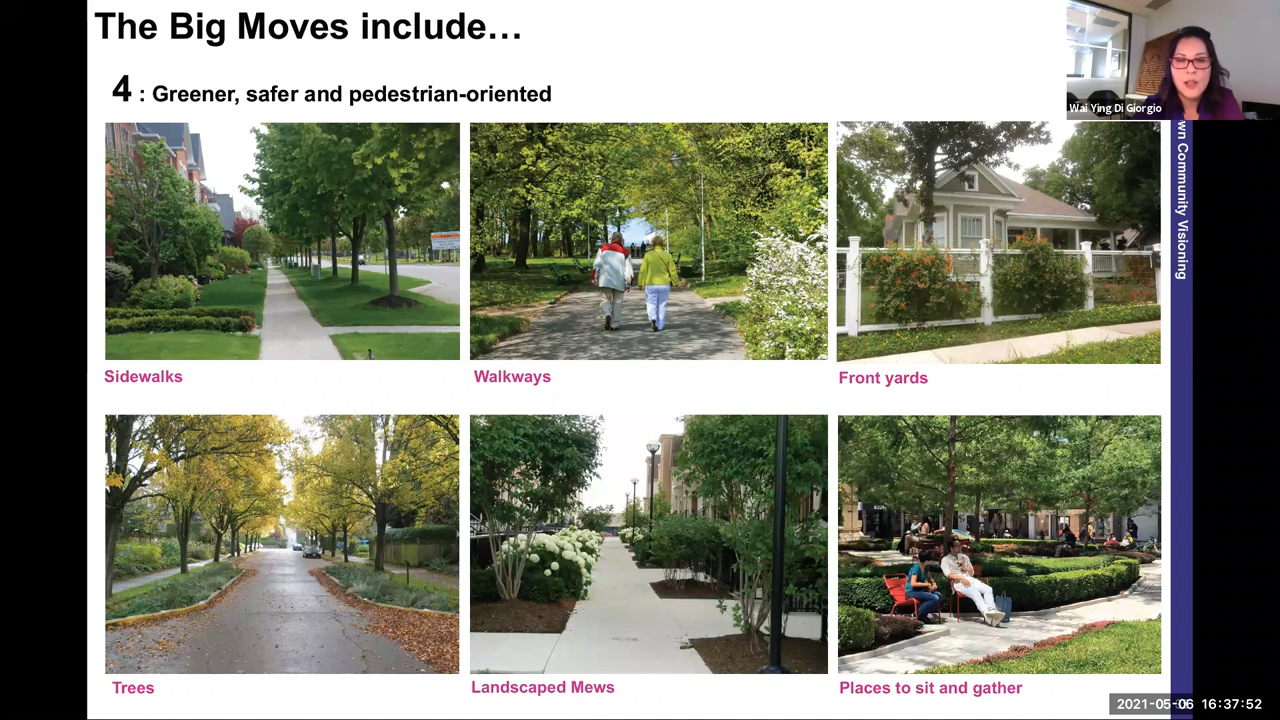 The Big Moves include...
4 : Greener, safer and pedestrian-oriented
Wai Ying Di Giorgio
Community Visioning
Sidewalks
Walkways
Front yards
Trees
Landscaped Mews
Places to sit and gather
2021-05-06 16:37:52